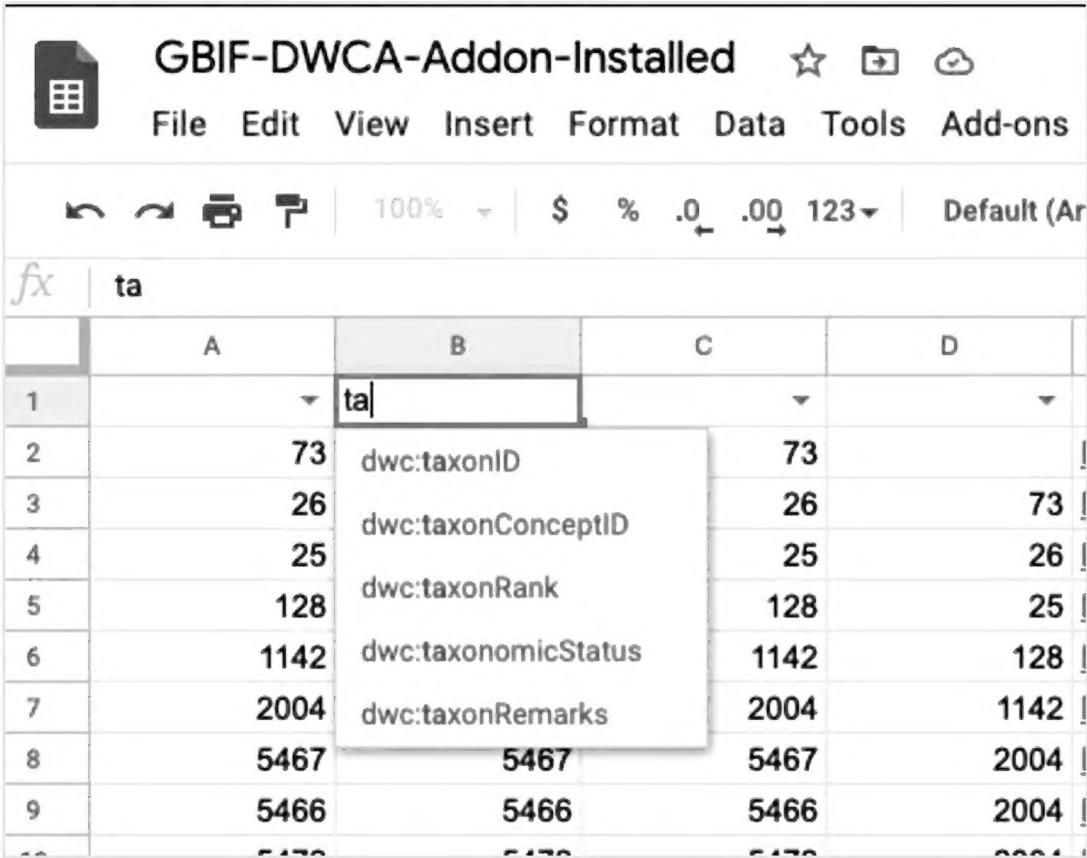 GBIF-DWCA-Addon-Installed
File Edit View Insert Format Data Tools Add-ons
100% $ % .0 .00 123 Default (Ar
fx ta
A B C D
1 ta
2 73 dwc:taxonID 73
3 26 dwc:taxonConceptID 26 73
4 25 25 26
5 128 dwc:taxonRank 128 25
6 1142 dwc:taxonomicStatus 1142 128
7 2004 dwc:taxonRemarks 2004 1142
8 5467 5467 5467 2004
9 5466 5466 5466 2004